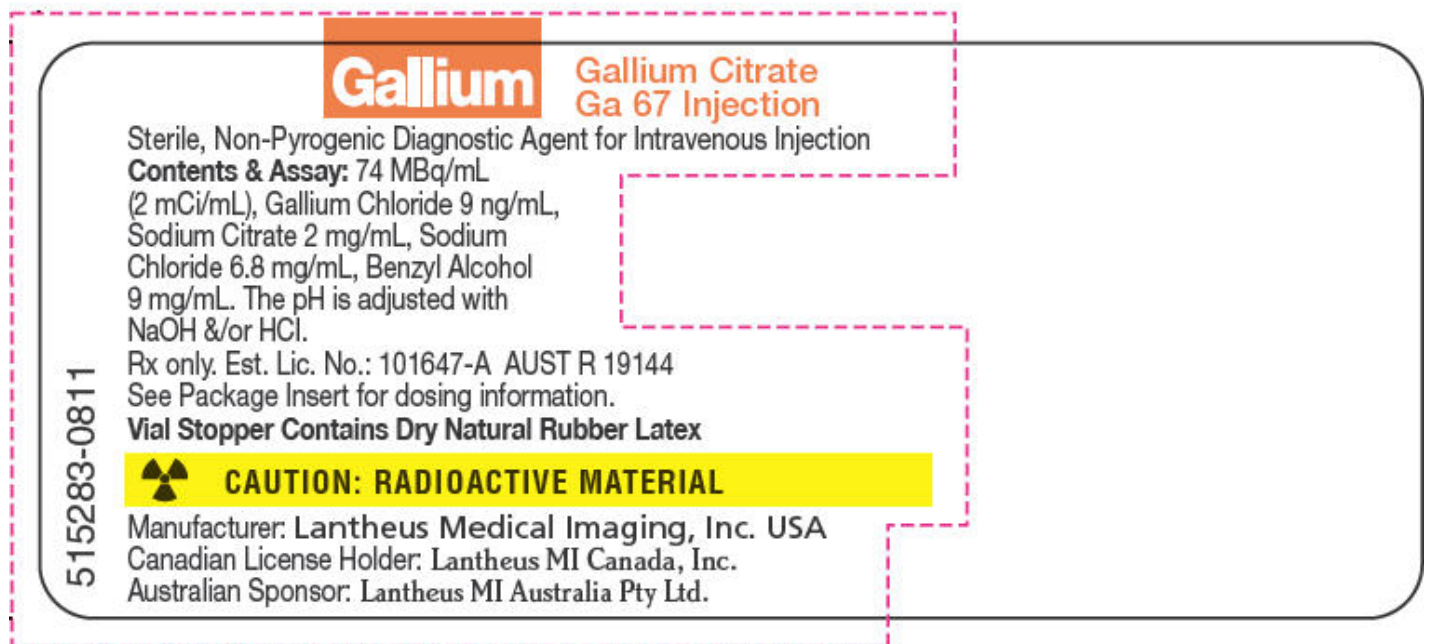 Gallium
Gallium Citrate
Ga 67 Injection
Sterile, Non-Pyrogenic Diagnostic Agent for Intravenous Injection
Contents & Assay: 74 MBq/mL
(2 mCi/mL), Gallium Chloride 9 ng/mL,
Sodium Citrate 2 mg/mL, Sodium
Chloride 6.8 mg/mL, Benzyl Alcohol
9 mg/mL. The pH is adjusted with
NaOH &/or HCl.
Rx only. Est. Lic. No.: 101647-A AUST R 19144
See Package Insert for dosing information.
Vial Stopper Contains Dry Natural Rubber Latex
CAUTION: RADIOACTIVE MATERIAL
Manufacturer: Lantheus Medical Imaging, Inc. USA
Canadian License Holder: Lantheus MI Canada, Inc.
Australian Sponsor: Lantheus MI Australia Pty Ltd.
515283-0811